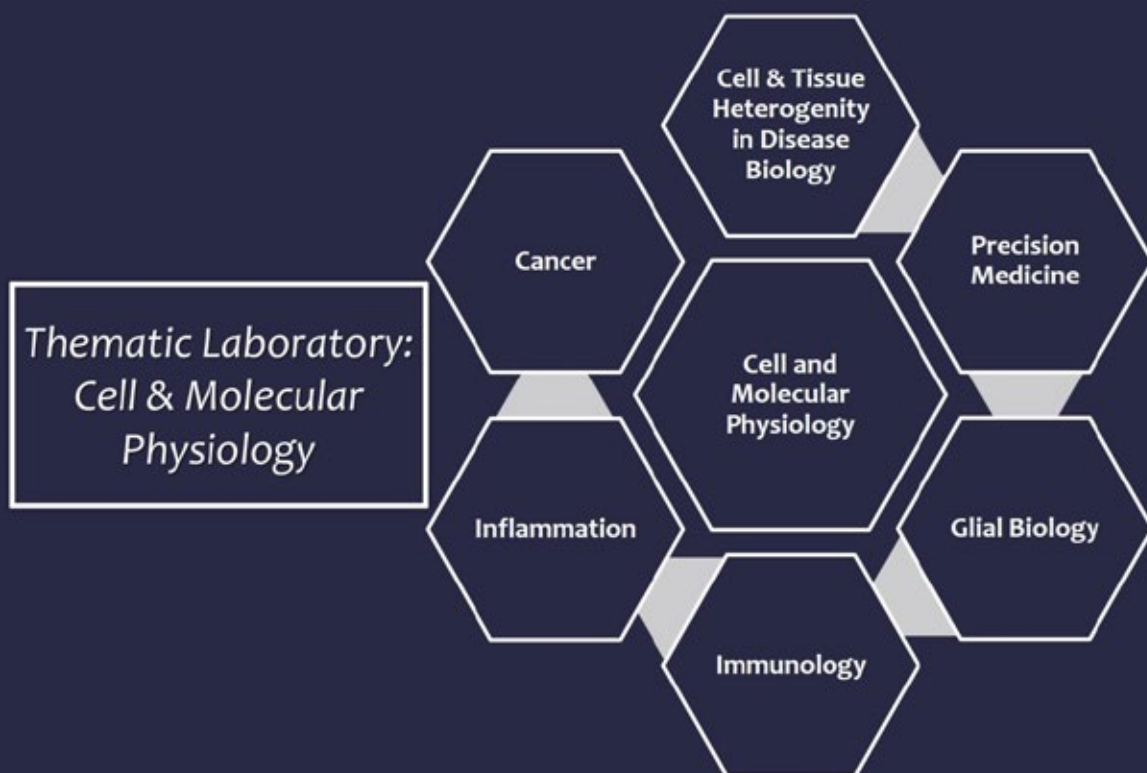 Thematic Laboratory:
Cell & Molecular
Physiology
Cell & Tissue
Heterogenity
in Disease
Biology
Cancer
Precision
Medicine
Cell and
Molecular
Physiology
Inflammation
Glial Biology
Immunology